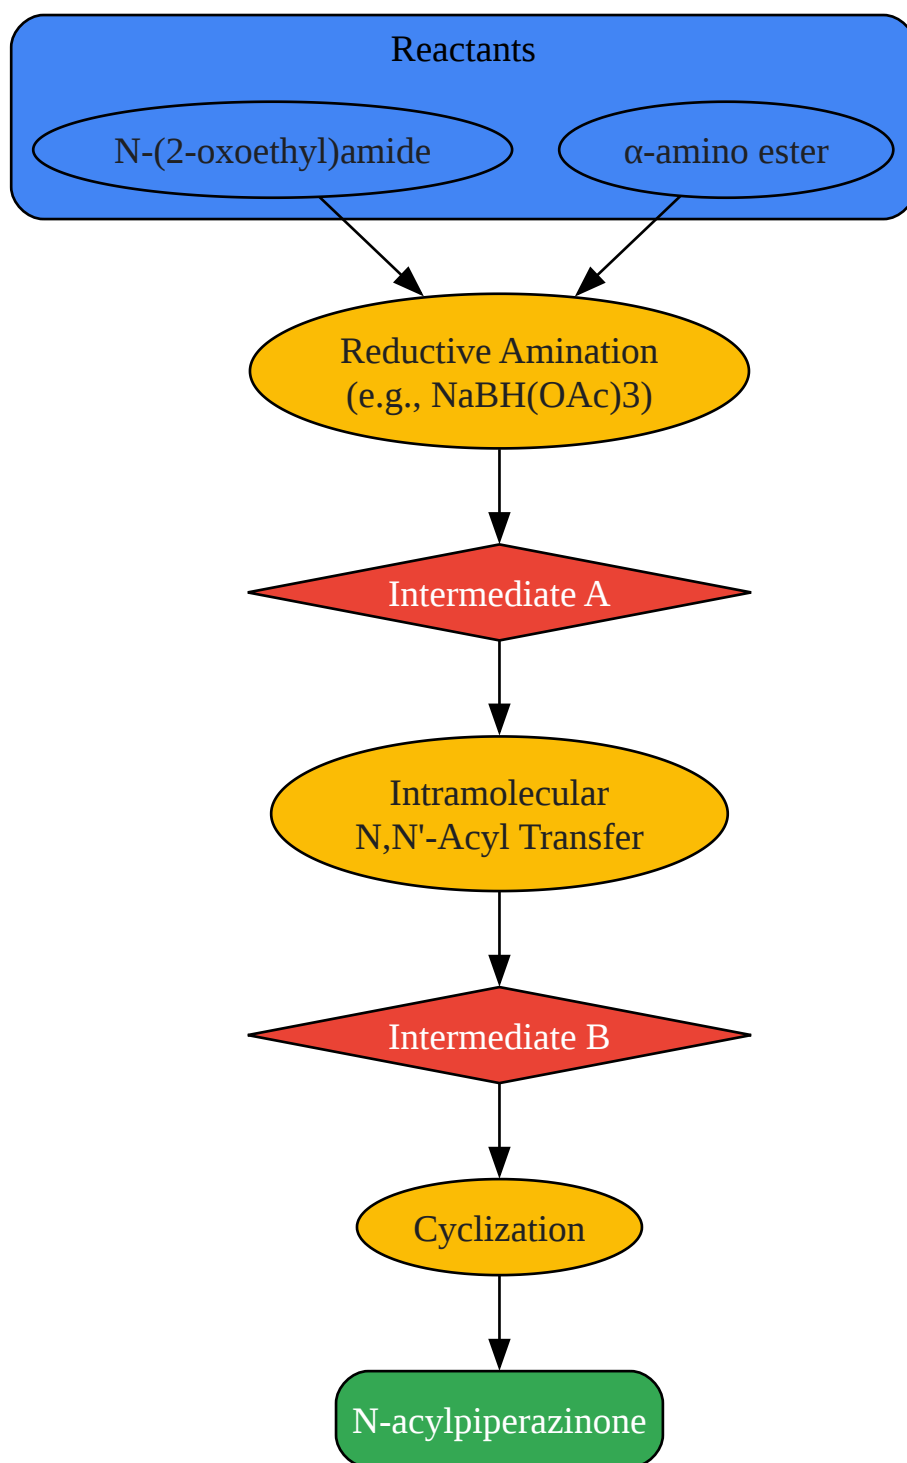 Reactants
N-(2-oxoethyl)amide
α-amino ester
Reductive Amination
(e.g., NaBH(OAc)3)
Intermediate A
Intramolecular
N,N'-Acyl Transfer
Intermediate B
Cyclization
N-acylpiperazinone